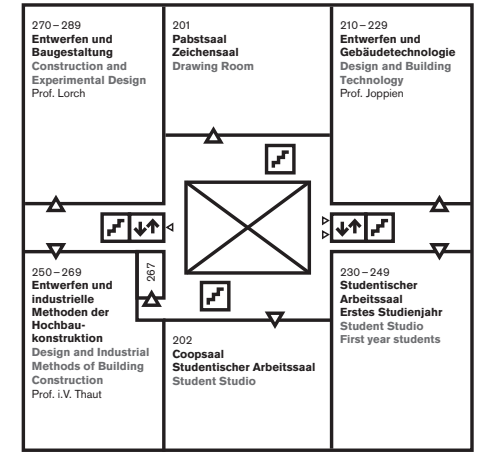 270 – 289
Entwerfen und
Baugestaltung
Construction and
Experimental Design
Prof. Lorch
201
Pabstsaal
Zeichensaal
Drawing Room
210 – 229
Entwerfen und
Gebäudetechnologie
Design and Building
Technology
Prof. Joppien
250 – 269
Entwerfen und
industrielle
Methoden der
Hochbau-
konstruktion
Design and Industrial
Methods of Building
Construction
Prof. i.V. Thaut
267
202
Coopsaal
Studentischer Arbeitssaal
Student Studio
230 – 249
Studentischer
Arbeitssaal
Erstes Studienjahr
Student Studio
First year students